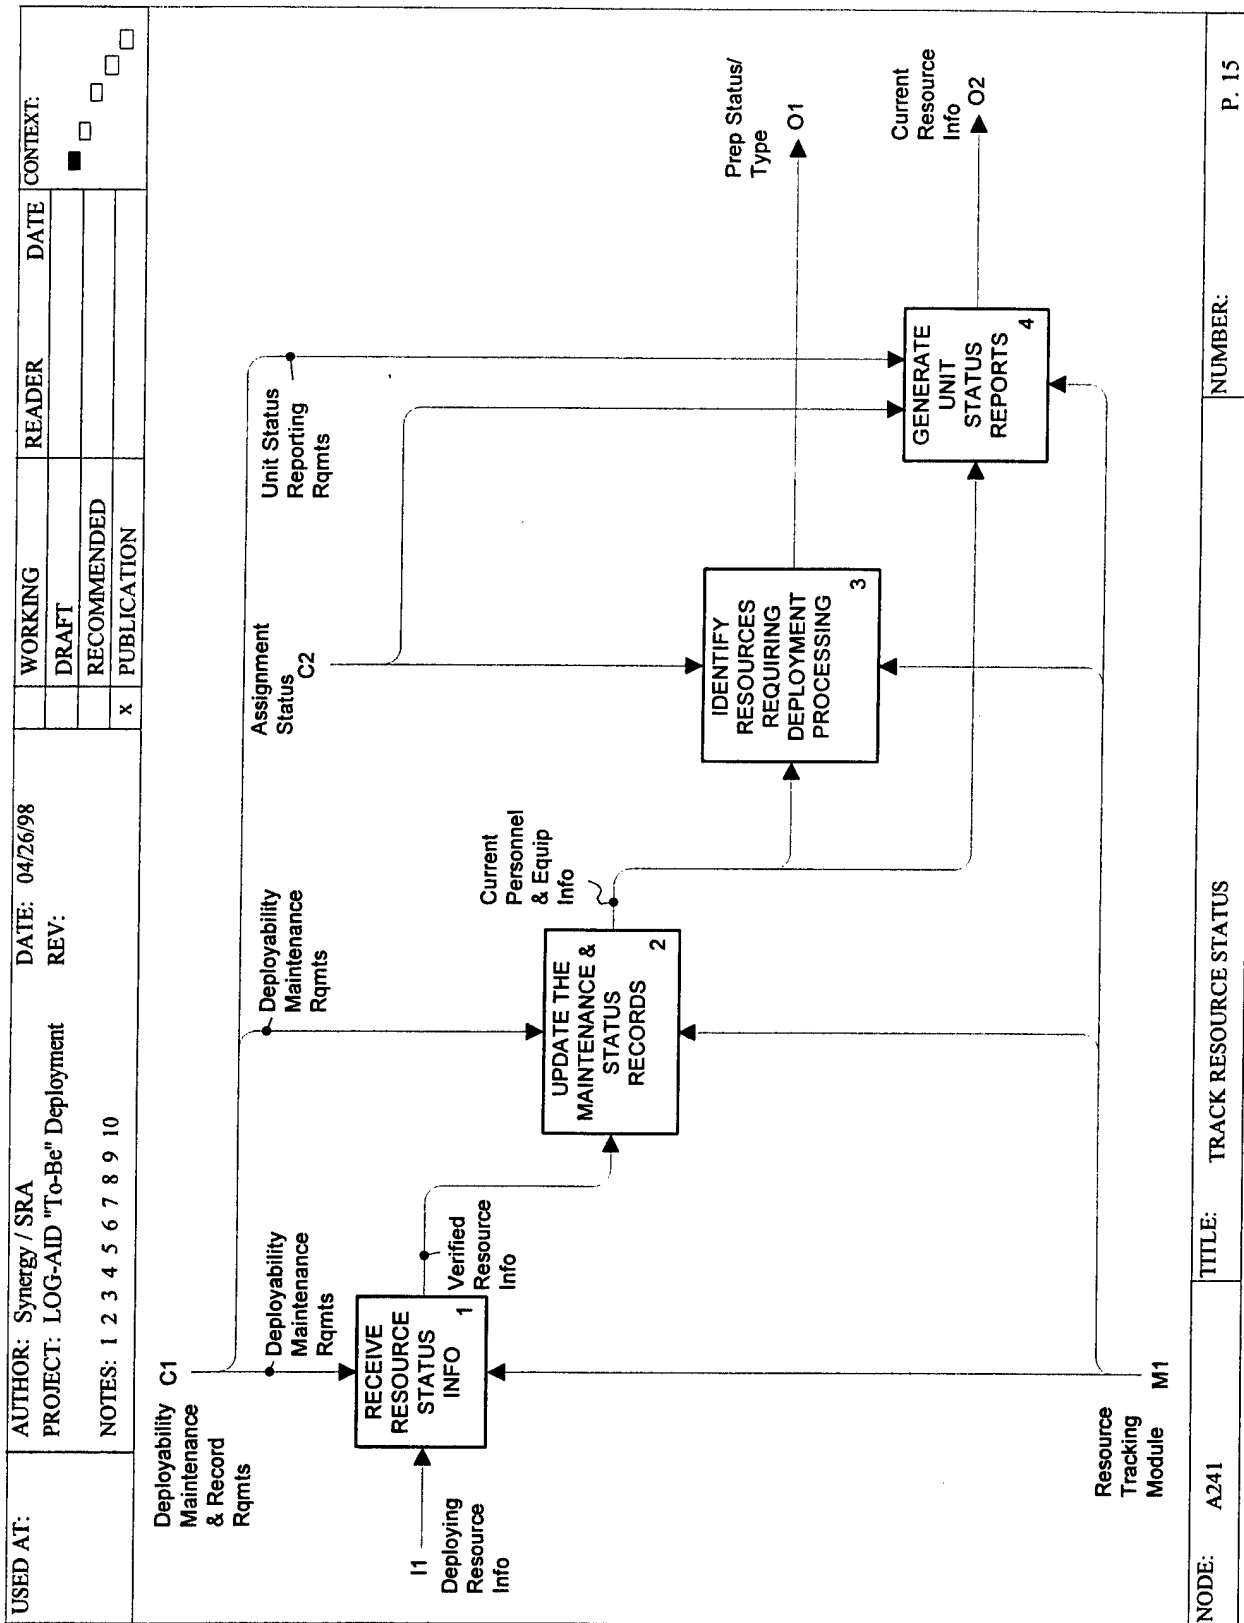 USED AT:
AUTHOR: Synergy / SRA
DATE: 04/26/98
PROJECT: LOG-AID "To-Be" Deployment
REV:
NOTES: 1 2 3 4 5 6 7 8 9 10
WORKING
DRAFT
RECOMMENDED
x PUBLICATION
READER
DATE
CONTEXT:
Deployability
Maintenance
& Record
Rqmts
C1
Deployability
Maintenance
Rqmts
Deployability
Maintenance
Rqmts
Assignment
Status
C2
Unit Status
Reporting
Rqmts
I1
Deploying
Resource
Info
RECEIVE
RESOURCE
STATUS
INFO
1
Verified
Resource
Info
UPDATE THE
MAINTENANCE &
STATUS
RECORDS
2
Current
Personnel
& Equip
Info
IDENTIFY
RESOURCES
REQUIRING
DEPLOYMENT
PROCESSING
3
Prep Status/
Type
O1
GENERATE
UNIT
STATUS
REPORTS
4
Current
Resource
Info
O2
Resource
Tracking
Module
M1
NODE:
A241
TITLE:
TRACK RESOURCE STATUS
NUMBER:
P. 15